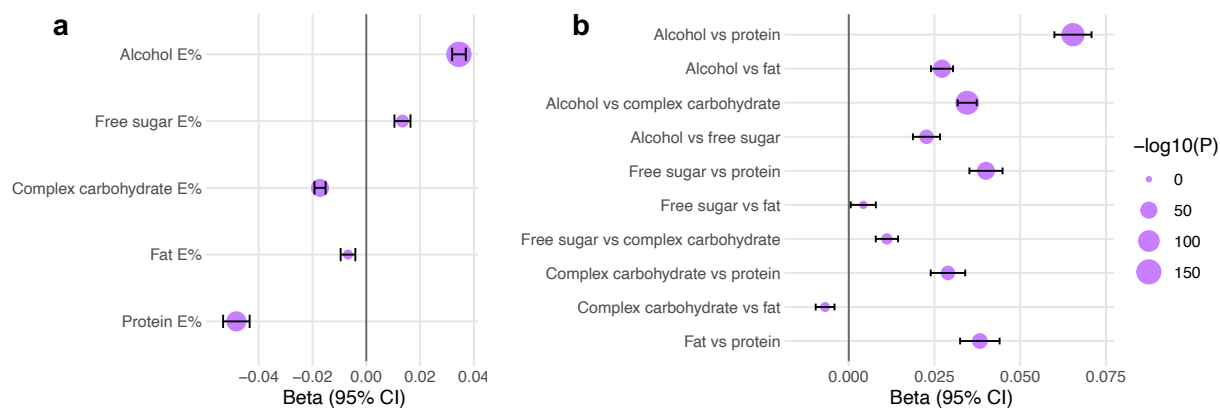 a
Alcohol E%
Free sugar E%
Complex carbohydrate E%
Fat E%
Protein E%
−0.04 −0.02 0.00 0.02 0.04
Beta (95% CI)
b
Alcohol vs protein
Alcohol vs fat
Alcohol vs complex carbohydrate
Alcohol vs free sugar
Free sugar vs protein
Free sugar vs fat
Free sugar vs complex carbohydrate
Complex carbohydrate vs protein
Complex carbohydrate vs fat
Fat vs protein
0.000 0.025 0.050 0.075
Beta (95% CI)
−log10(P)
0
50
100
150